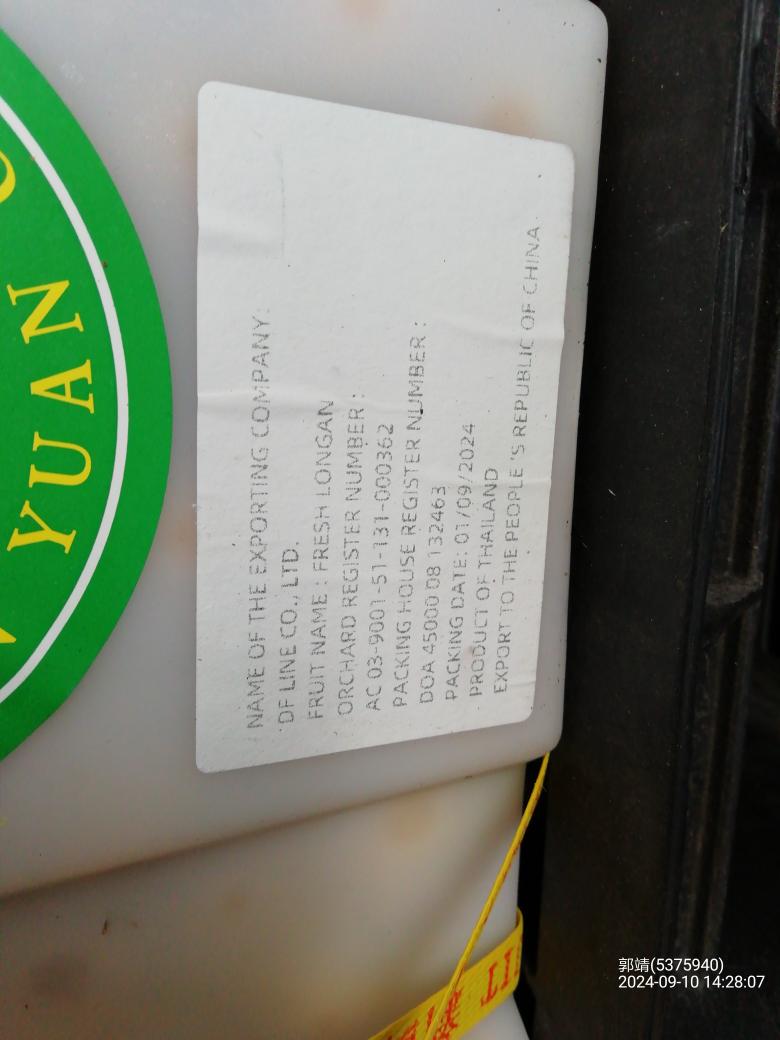 YUAN
NAME OF THE EXPORTING COMPANY:
DF LINE CO., LTD.
FRUIT NAME : FRESH LONGAN
ORCHARD REGISTER NUMBER :
AC 03-9001-51-131-000362
PACKING HOUSE REGISTER NUMBER :
DOA 45000 08 132463
PACKING DATE: 01/09/2024
PRODUCT OF THAILAND
EXPORT TO THE PEOPLE 'S REPUBLIC OF CHINA
郭靖(5375940)
2024-09-10 14:28:07